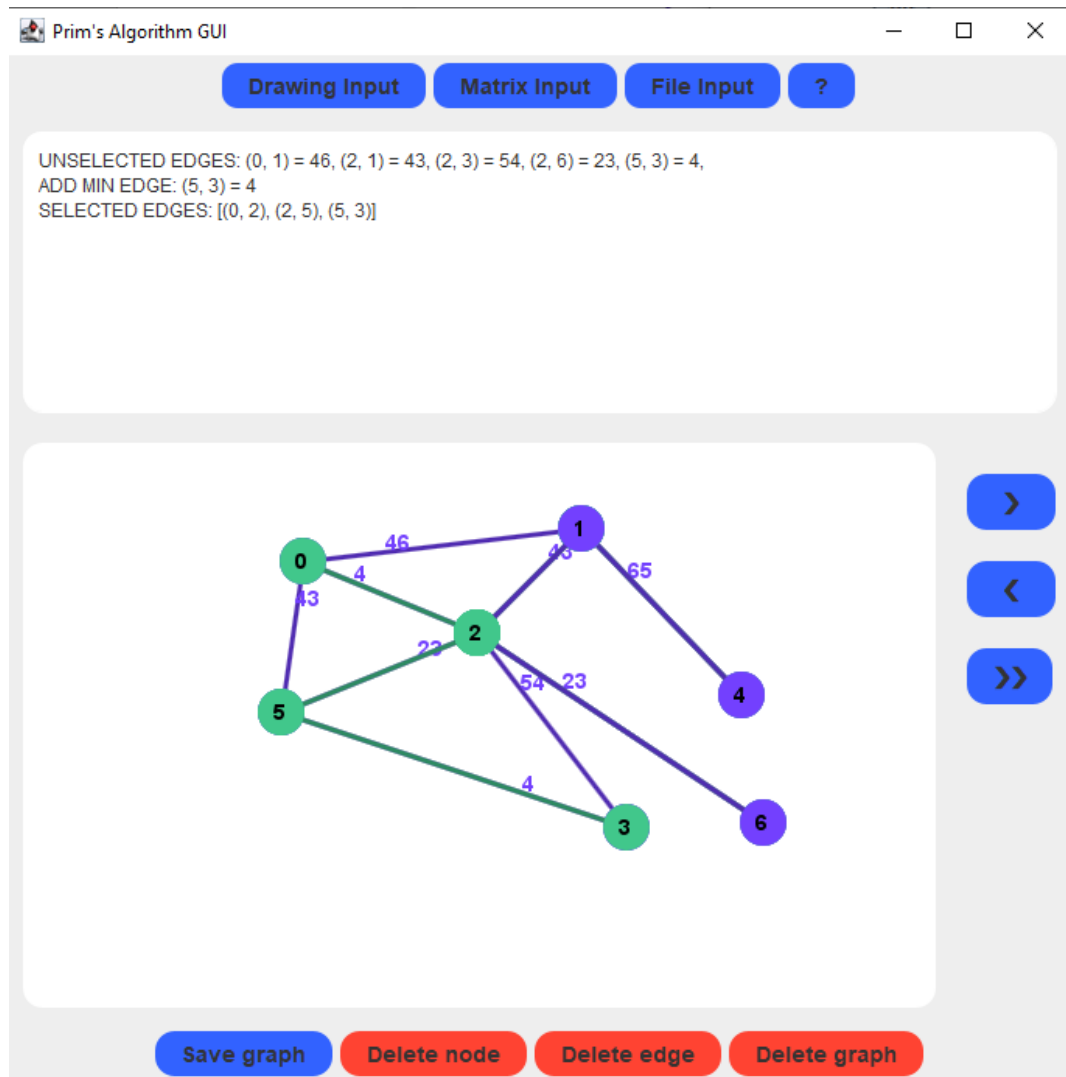 Prim's Algorithm GUI
Drawing Input Matrix Input File Input ?
UNSELECTED EDGES: (0, 1) = 46, (2, 1) = 43, (2, 3) = 54, (2, 6) = 23, (5, 3) = 4,
ADD MIN EDGE: (5, 3) = 4
SELECTED EDGES: [(0, 2), (2, 5), (5, 3)]
1
46
43
0
4
65
43
2
23
54
23
4
5
4
3
6
Save graph Delete node Delete edge Delete graph